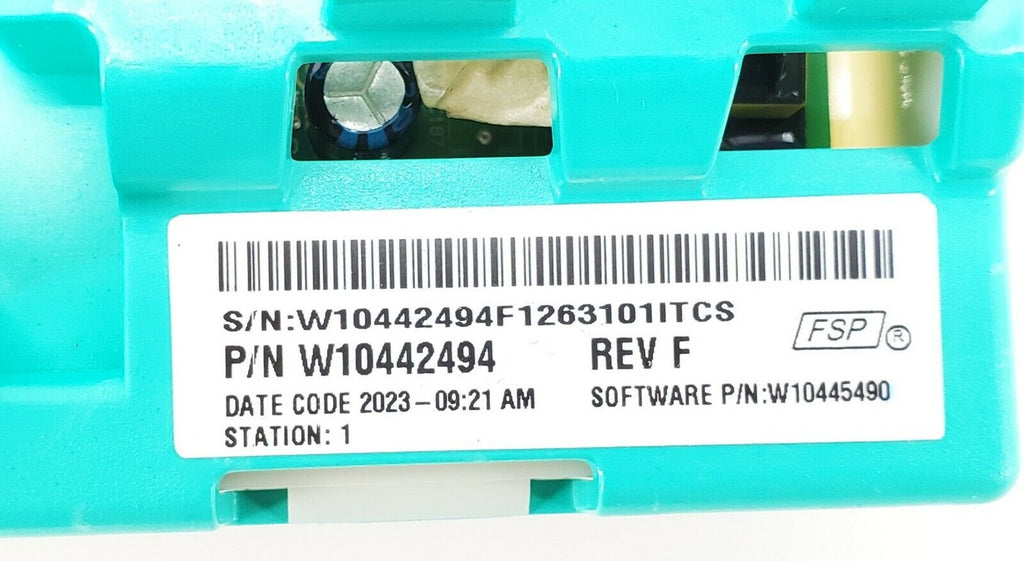 S/N:W10442494F1263101ITCS
P/N W10442494 REV F
FSP ®
DATE CODE 2023-09:21 AM SOFTWARE P/N:W10445490
STATION: 1